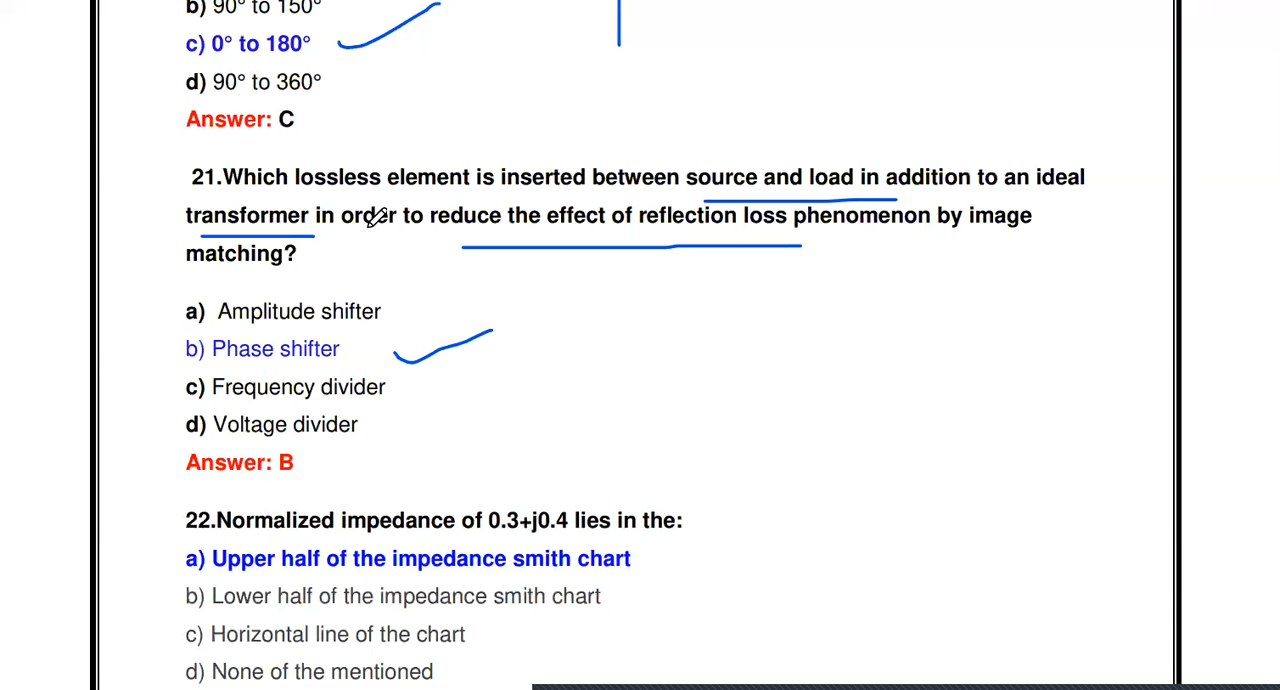 b) 90° to 150°
c) 0° to 180°
d) 90° to 360°
Answer: C
21.Which lossless element is inserted between source and load in addition to an ideal
transformer in order to reduce the effect of reflection loss phenomenon by image
matching?
a) Amplitude shifter
b) Phase shifter
c) Frequency divider
d) Voltage divider
Answer: B
22.Normalized impedance of 0.3+j0.4 lies in the:
a) Upper half of the impedance smith chart
b) Lower half of the impedance smith chart
c) Horizontal line of the chart
d) None of the mentioned